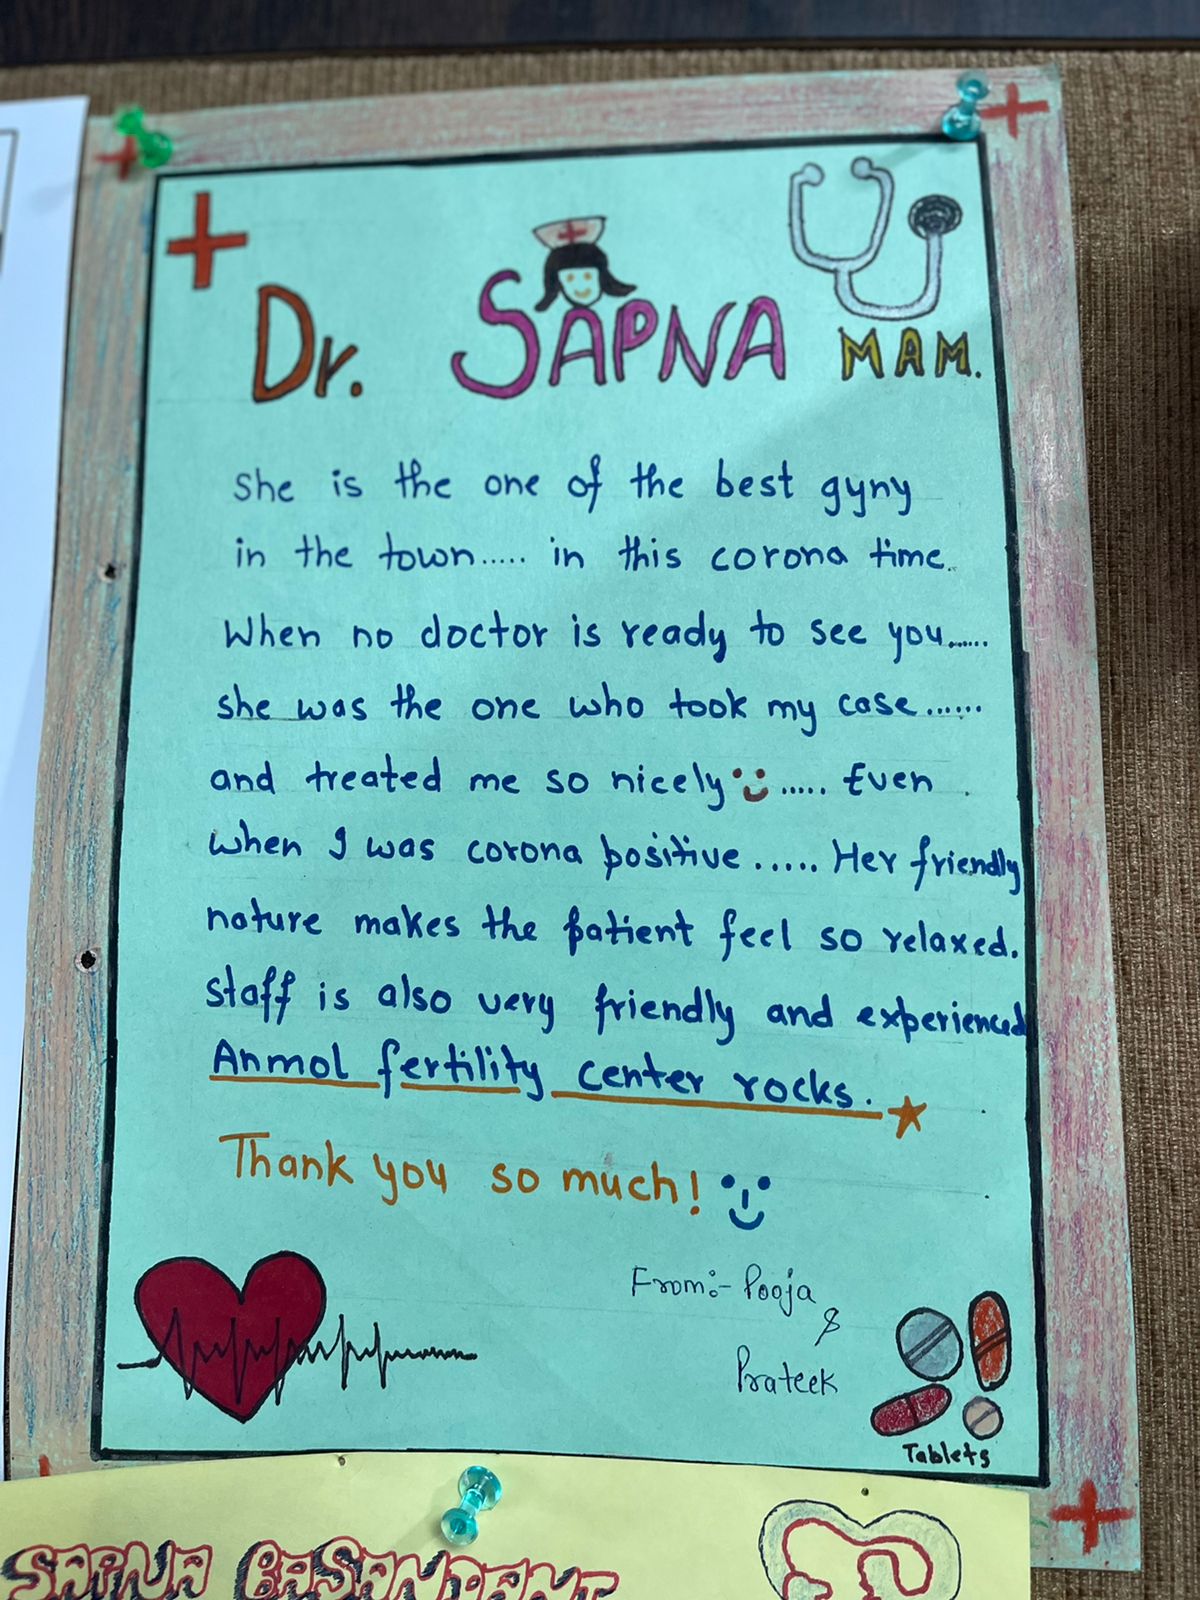 Dr. SAPNA MAM.
She is the one of the best gyny
in the town..... in this corona time.
When no doctor is ready to see you......
she was the one who took my case......
and treated me so nicely ..... Even
when I was corona positive ..... Her friendly
nature makes the patient feel so relaxed.
Staff is also very friendly and experienced
Anmol fertility center rocks.
Thank you so much!
From:- Pooja
&
Prateek
Tablets
SAPNA BASANDANI